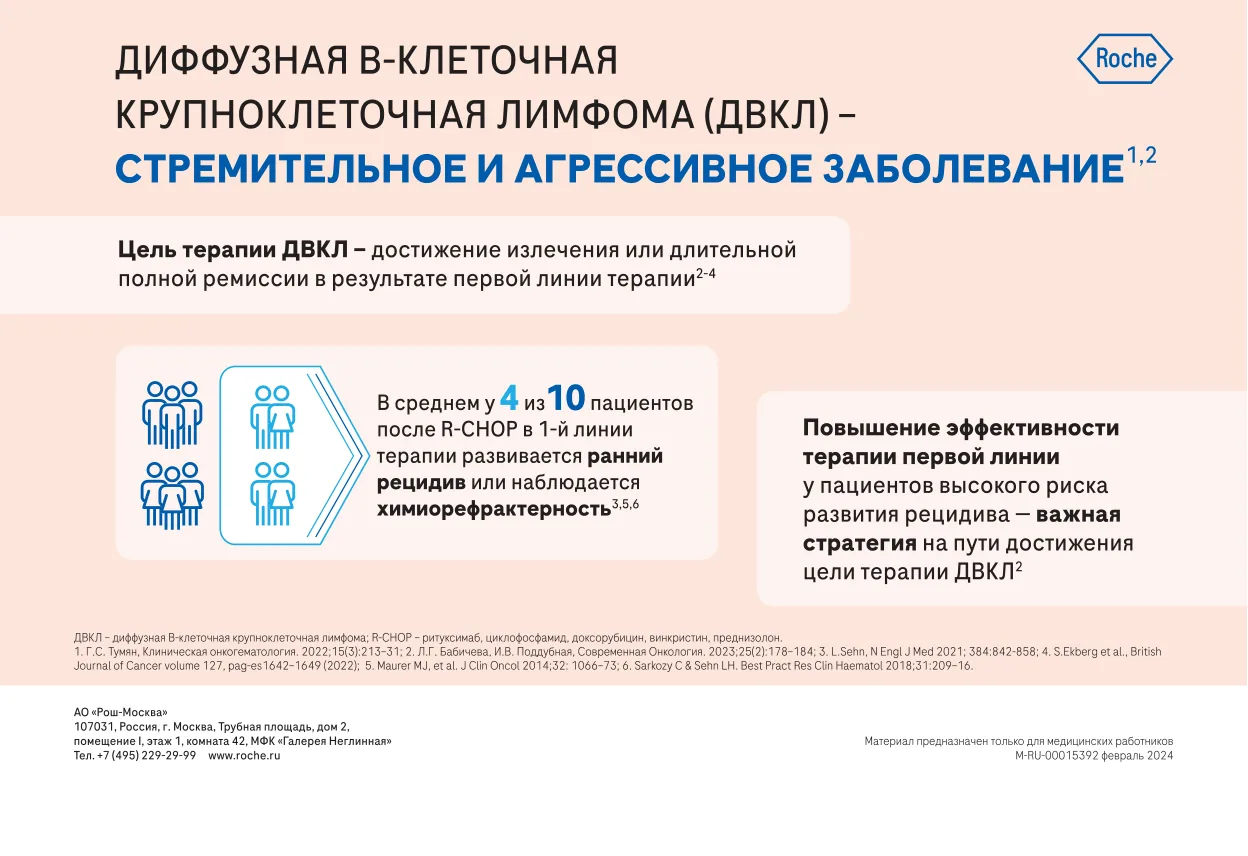 ДИФФУЗНАЯ В-КЛЕТОЧНАЯ
КРУПНОКЛЕТОЧНАЯ ЛИМФОМА (ДВКЛ) –
СТРЕМИТЕЛЬНОЕ И АГРЕССИВНОЕ ЗАБОЛЕВАНИЕ1,2
Roche
Цель терапии ДВКЛ – достижение излечения или длительной
полной ремиссии в результате первой линии терапии2-4
В среднем у 4 из 10 пациентов
после R-CHOP в 1-й линии
терапии развивается ранний
рецидив или наблюдается
химиорефрактерность3,5,6
Повышение эффективности
терапии первой линии
у пациентов высокого риска
развития рецидива — важная
стратегия на пути достижения
цели терапии ДВКЛ2
ДВКЛ – диффузная В-клеточная крупноклеточная лимфома; R-CHOP – ритуксимаб, циклофосфамид, доксорубицин, винкристин, преднизолон.
1. Г.С. Тумян, Клиническая онкогематология. 2022;15(3):213–31; 2. Л.Г. Бабичева, И.В. Поддубная, Современная Онкология. 2023;25(2):178–184; 3. L.Sehn, N Engl J Med 2021; 384:842-858; 4. S.Ekberg et al., British
Journal of Cancer volume 127, pag-es1642–1649 (2022); 5. Maurer MJ, et al. J Clin Oncol 2014;32: 1066–73; 6. Sarkozy C & Sehn LH. Best Pract Res Clin Haematol 2018;31:209–16.
АО «Рош-Москва»
107031, Россия, г. Москва, Трубная площадь, дом 2,
помещение I, этаж 1, комната 42, МФК «Галерея Неглинная»
Тел. +7 (495) 229-29-99 www.roche.ru
Материал предназначен только для медицинских работников
M-RU-00015392 февраль 2024